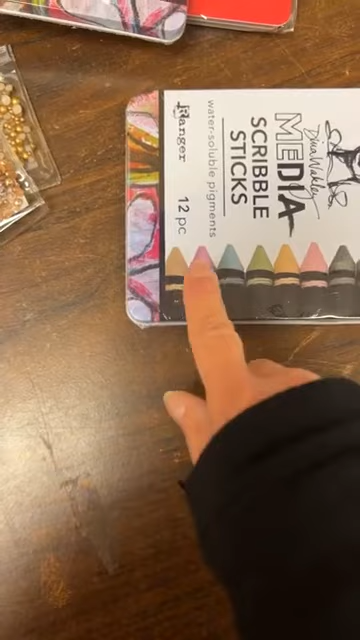 Dina Wakley
MEDIA
SCRIBBLE
STICKS
water-soluble pigments
Ranger
12 pc